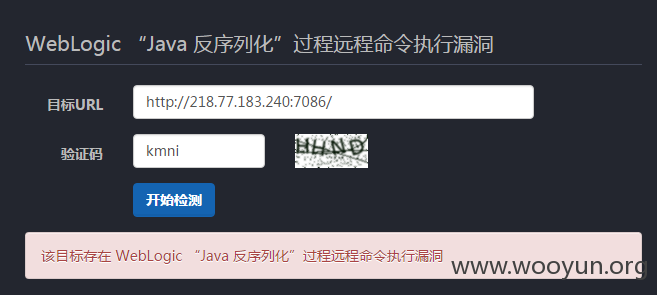 WebLogic “Java 反序列化”过程远程命令执行漏洞
目标URL
http://218.77.183.240:7086/
验证码
kmni
HHND
开始检测
该目标存在 WebLogic “Java 反序列化”过程远程命令执行漏洞
www.wooyun.org